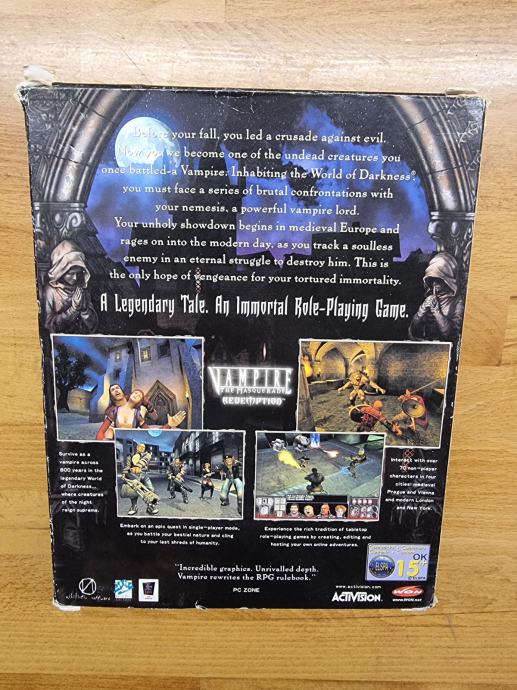 Before your fall, you led a crusade against evil.
Now you've become one of the undead creatures you
once battled-a Vampire. Inhabiting the World of Darkness®,
you must face a series of brutal confrontations with
your nemesis, a powerful vampire lord.
Your unholy showdown begins in medieval Europe and
rages on into the modern day, as you track a soulless
enemy in an eternal struggle to destroy him. This is
the only hope of vengeance for your tortured immortality.
A Legendary Tale. An Immortal Role-Playing Game.
VAMPIRE
THE MASQUERADE
REDEMPTION
Survive as a
vampire across
800 years in the
legendary World
of Darkness...
where creatures
of the night
reign supreme.
Interact with over
70 non-player
characters in four
cities: medieval
Prague and Vienna
and modern London
and New York.
Embark on an epic quest in single-player mode,
as you battle your bestial nature and cling
to your last shreds of humanity.
Experience the rich tradition of tabletop
role-playing games by creating, editing and
hosting your own online adventures.
"Incredible graphics. Unrivalled depth.
Vampire rewrites the RPG rulebook."
PC ZONE
ELSPA
OK
15+
© ELSPA
nihilistic software
www.activision.com
ACTIVISION.
WON
www.WON.net